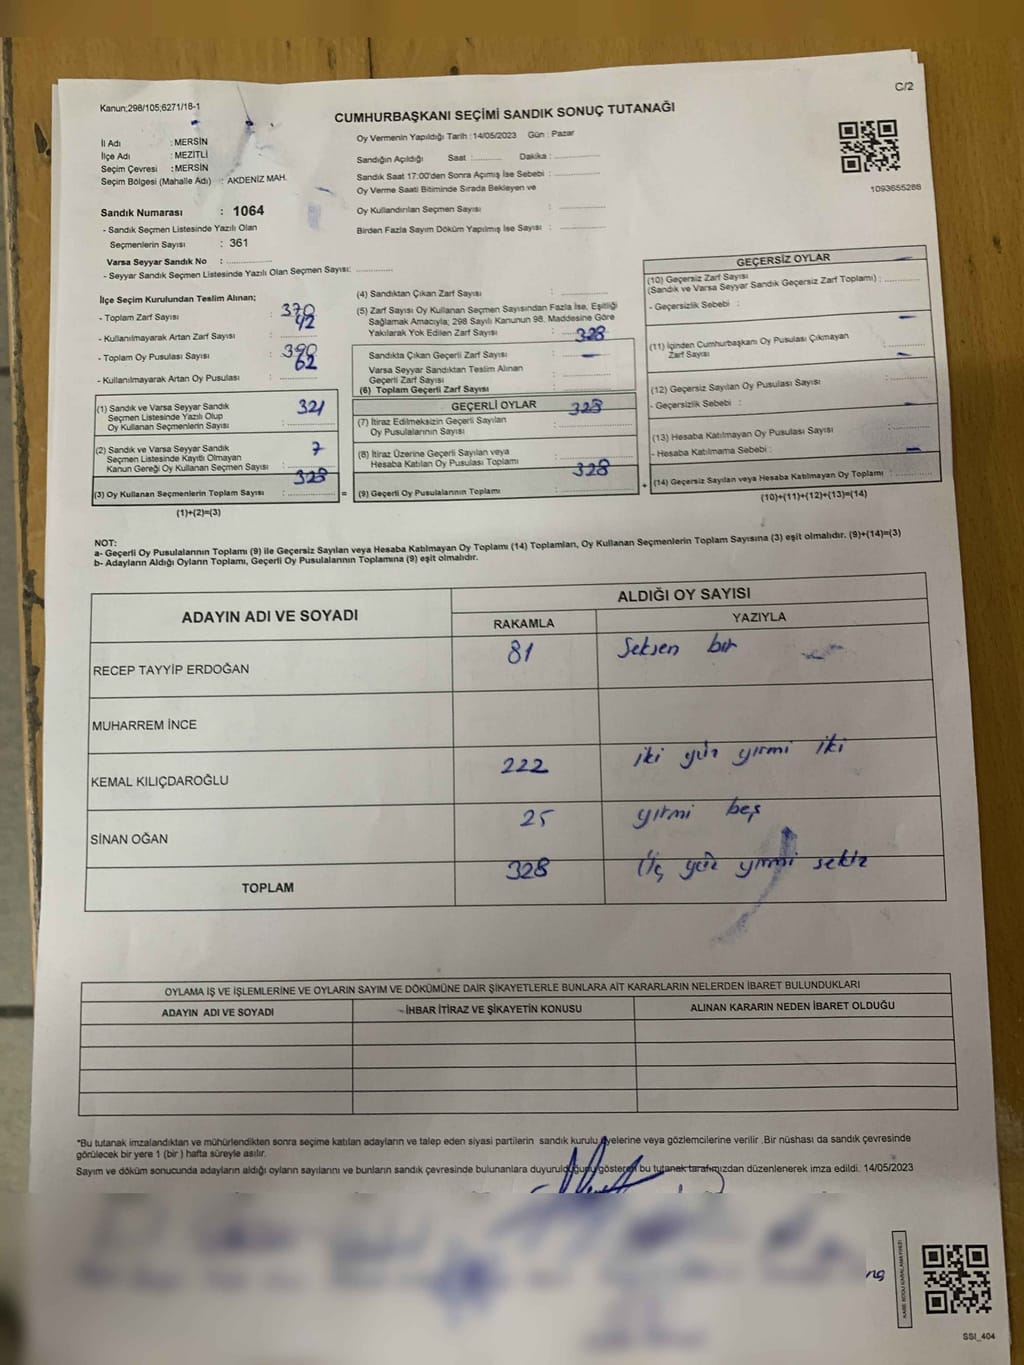 Kanun;298/105;6271/18-1
C/2
CUMHURBAŞKANI SEÇİMİ SANDIK SONUÇ TUTANAĞI
İl Adı : MERSİN
İlçe Adı : MEZİTLİ
Seçim Çevresi : MERSİN
Seçim Bölgesi (Mahalle Adı) : AKDENİZ MAH.
Sandık Numarası : 1064
- Sandık Seçmen Listesinde Yazılı Olan
Seçmenlerin Sayısı : 361
Varsa Seyyar Sandık No : ..............
- Seyyar Sandık Seçmen Listesinde Yazılı Olan Seçmen Sayısı: ............
Oy Vermenin Yapıldığı Tarih : 14/05/2023 Gün : Pazar
Sandığın Açıldığı Saat :.......... Dakika : ..............
Sandık Saat 17:00'den Sonra Açımış İse Sebebi : ..............
Oy Verme Saati Bitiminde Sırada Bekleyen ve
Oy Kullandırılan Seçmen Sayısı : ..............
Birden Fazla Sayım Döküm Yapılmış İse Sayısı : ..............
1093655288
İlçe Seçim Kurulundan Teslim Alınan;
- Toplam Zarf Sayısı : 370
- Kullanılmayarak Artan Zarf Sayısı : 42
- Toplam Oy Pusulası Sayısı : 390
- Kullanılmayarak Artan Oy Pusulası : 62
(1) Sandık ve Varsa Seyyar Sandık
Seçmen Listesinde Yazılı Olup
Oy Kullanan Seçmenlerin Sayısı : 321
(2) Sandık ve Varsa Seyyar Sandık
Seçmen Listesinde Kayıtlı Olmayan
Kanun Gereği Oy Kullanan Seçmen Sayısı : 7
(3) Oy Kullanan Seçmenlerin Toplam Sayısı : 328 =
(1)+(2)=(3)
(4) Sandıktan Çıkan Zarf Sayısı : ..............
(5) Zarf Sayısı Oy Kullanan Seçmen Sayısından Fazla İse, Eşitliği
Sağlamak Amacıyla; 298 Sayılı Kanunun 98. Maddesine Göre
Yakılarak Yok Edilen Zarf Sayısı : ..............
328
Sandıkta Çıkan Geçerli Zarf Sayısı : ..............
Varsa Seyyar Sandıktan Teslim Alınan
Geçerli Zarf Sayısı : ..............
(6) Toplam Geçerli Zarf Sayısı : ..............
GEÇERLİ OYLAR
328
(7) İtiraz Edilmeksizin Geçerli Sayılan
Oy Pusulalarının Sayısı : ..............
(8) İtiraz Üzerine Geçerli Sayılan veya
Hesaba Katılan Oy Pusulası Toplamı : ..............
328
(9) Geçerli Oy Pusulalarının Toplamı : .............. +
GEÇERSİZ OYLAR
(10) Geçersiz Zarf Sayısı
(Sandık ve Varsa Seyyar Sandık Geçersiz Zarf Toplamı) : ..........
- Geçersizlik Sebebi :
(11) İçinden Cumhurbaşkanı Oy Pusulası Çıkmayan
Zarf Sayısı : ..........
(12) Geçersiz Sayılan Oy Pusulası Sayısı : ..........
- Geçersizlik Sebebi :
(13) Hesaba Katılmayan Oy Pusulası Sayısı : ..........
- Hesaba Katılmama Sebebi :
(14) Geçersiz Sayılan veya Hesaba Katılmayan Oy Toplamı : ..........
(10)+(11)+(12)+(13)=(14)
NOT:
a- Geçerli Oy Pusulalarının Toplamı (9) ile Geçersiz Sayılan veya Hesaba Katılmayan Oy Toplamı (14) Toplamları, Oy Kullanan Seçmenlerin Toplam Sayısına (3) eşit olmalıdır. (9)+(14)=(3)
b- Adayların Aldığı Oyların Toplamı, Geçerli Oy Pusulalarının Toplamına (9) eşit olmalıdır.
ADAYIN ADI VE SOYADI
ALDIĞI OY SAYISI
RAKAMLA YAZIYLA
RECEP TAYYİP ERDOĞAN 81 Seksen bir
MUHARREM İNCE
KEMAL KILIÇDAROĞLU 222 iki yüz yirmi iki
SİNAN OĞAN 25 yirmi beş
TOPLAM 328 Üç yüz yirmi sekiz
OYLAMA İŞ VE İŞLEMLERİNE VE OYLARIN SAYIM VE DÖKÜMÜNE DAİR ŞİKAYETLERLE BUNLARA AİT KARARLARIN NELERDEN İBARET BULUNDUKLARI
ADAYIN ADI VE SOYADI İHBAR İTİRAZ VE ŞİKAYETİN KONUSU ALINAN KARARIN NEDEN İBARET OLDUĞU
*Bu tutanak imzalandıktan ve mühürlendikten sonra seçime katılan adayların ve talep eden siyasi partilerin sandık kurulu üyelerine veya gözlemcilerine verilir .Bir nüshası da sandık çevresinde
görülecek bir yere 1 (bir ) hafta süreyle asılır.
Sayım ve döküm sonucunda adayların aldığı oyların sayılarını ve bunların sandık çevresinde bulunanlara duyurulduğunu gösteren bu tutanak tarafımızdan düzenlenerek imza edildi. 14/05/2023
SSI_404